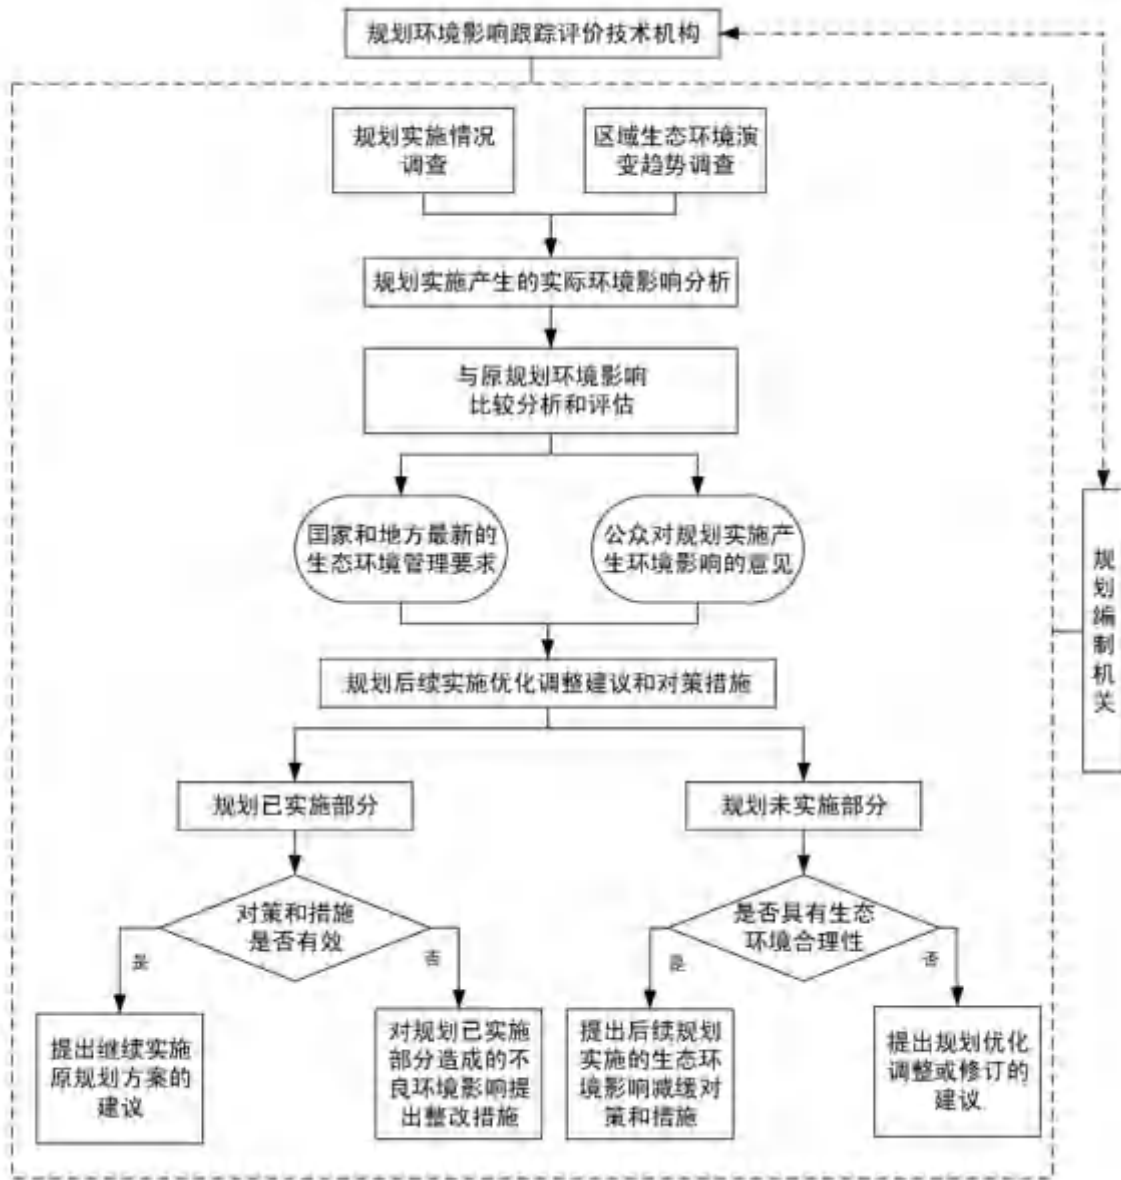 规划环境影响跟踪评价技术机构
规划实施情况
调查
区域生态环境演
变趋势调查
规划实施产生的实际环境影响分析
与原规划环境影响
比较分析和评估
国家和地方最新的
生态环境管理要求
公众对规划实施产
生环境影响的意见
规划编制机关
规划后续实施优化调整建议和对策措施
规划已实施部分
规划未实施部分
对策和措施
是否有效
是否具有生态
环境合理性
是
否
是
否
提出继续实施
原规划方案的
建议
对规划已实施
部分造成的不
良环境影响提
出整改措施
提出后续规划
实施的生态环
境影响减缓对
策和措施
提出规划优化
调整或修订的
建议